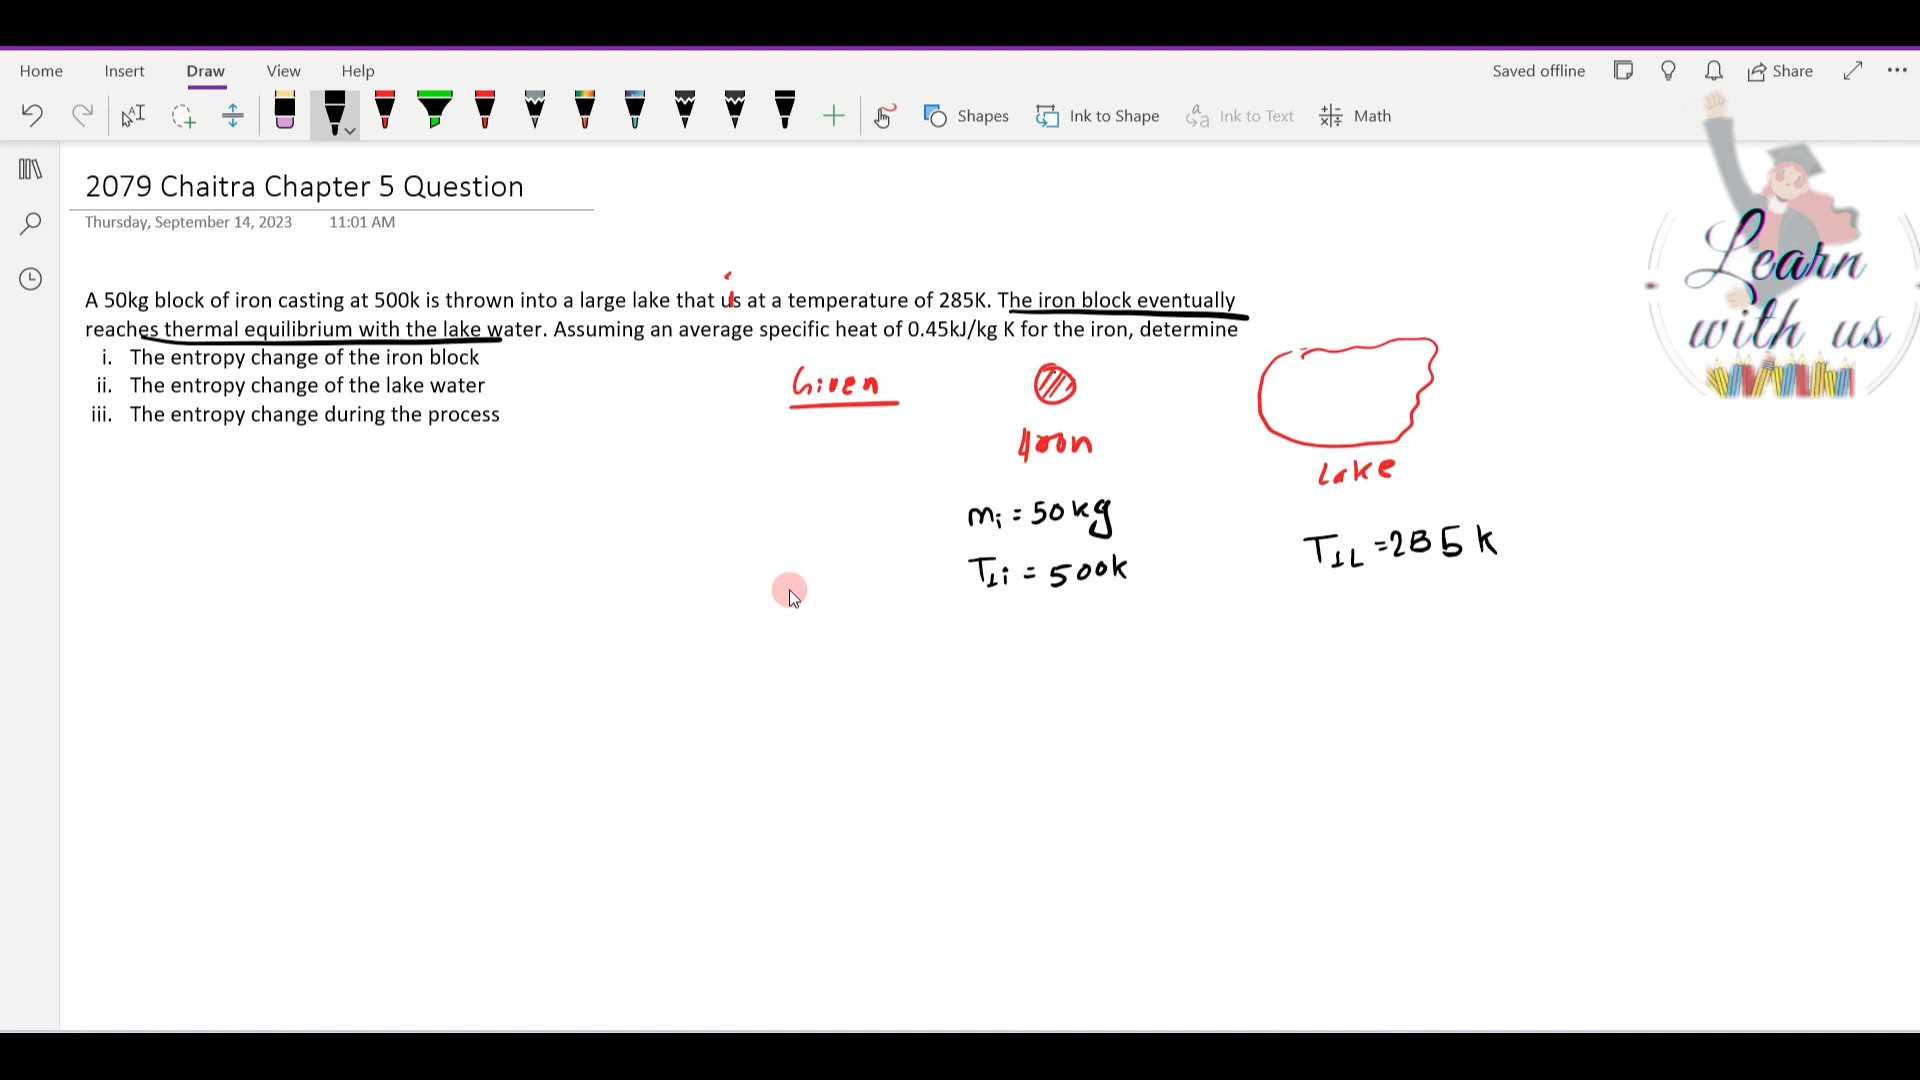 Home Insert Draw View Help
Saved offline Share
Shapes Ink to Shape Ink to Text Math
2079 Chaitra Chapter 5 Question
Thursday, September 14, 2023 11:01 AM
A 50kg block of iron casting at 500k is thrown into a large lake that is at a temperature of 285K. The iron block eventually
reaches thermal equilibrium with the lake water. Assuming an average specific heat of 0.45kJ/kg K for the iron, determine
i. The entropy change of the iron block
ii. The entropy change of the lake water
iii. The entropy change during the process
Given
Iron
Lake
mi = 50kg
T1i = 500k
T1L = 285 k
Learn
with us